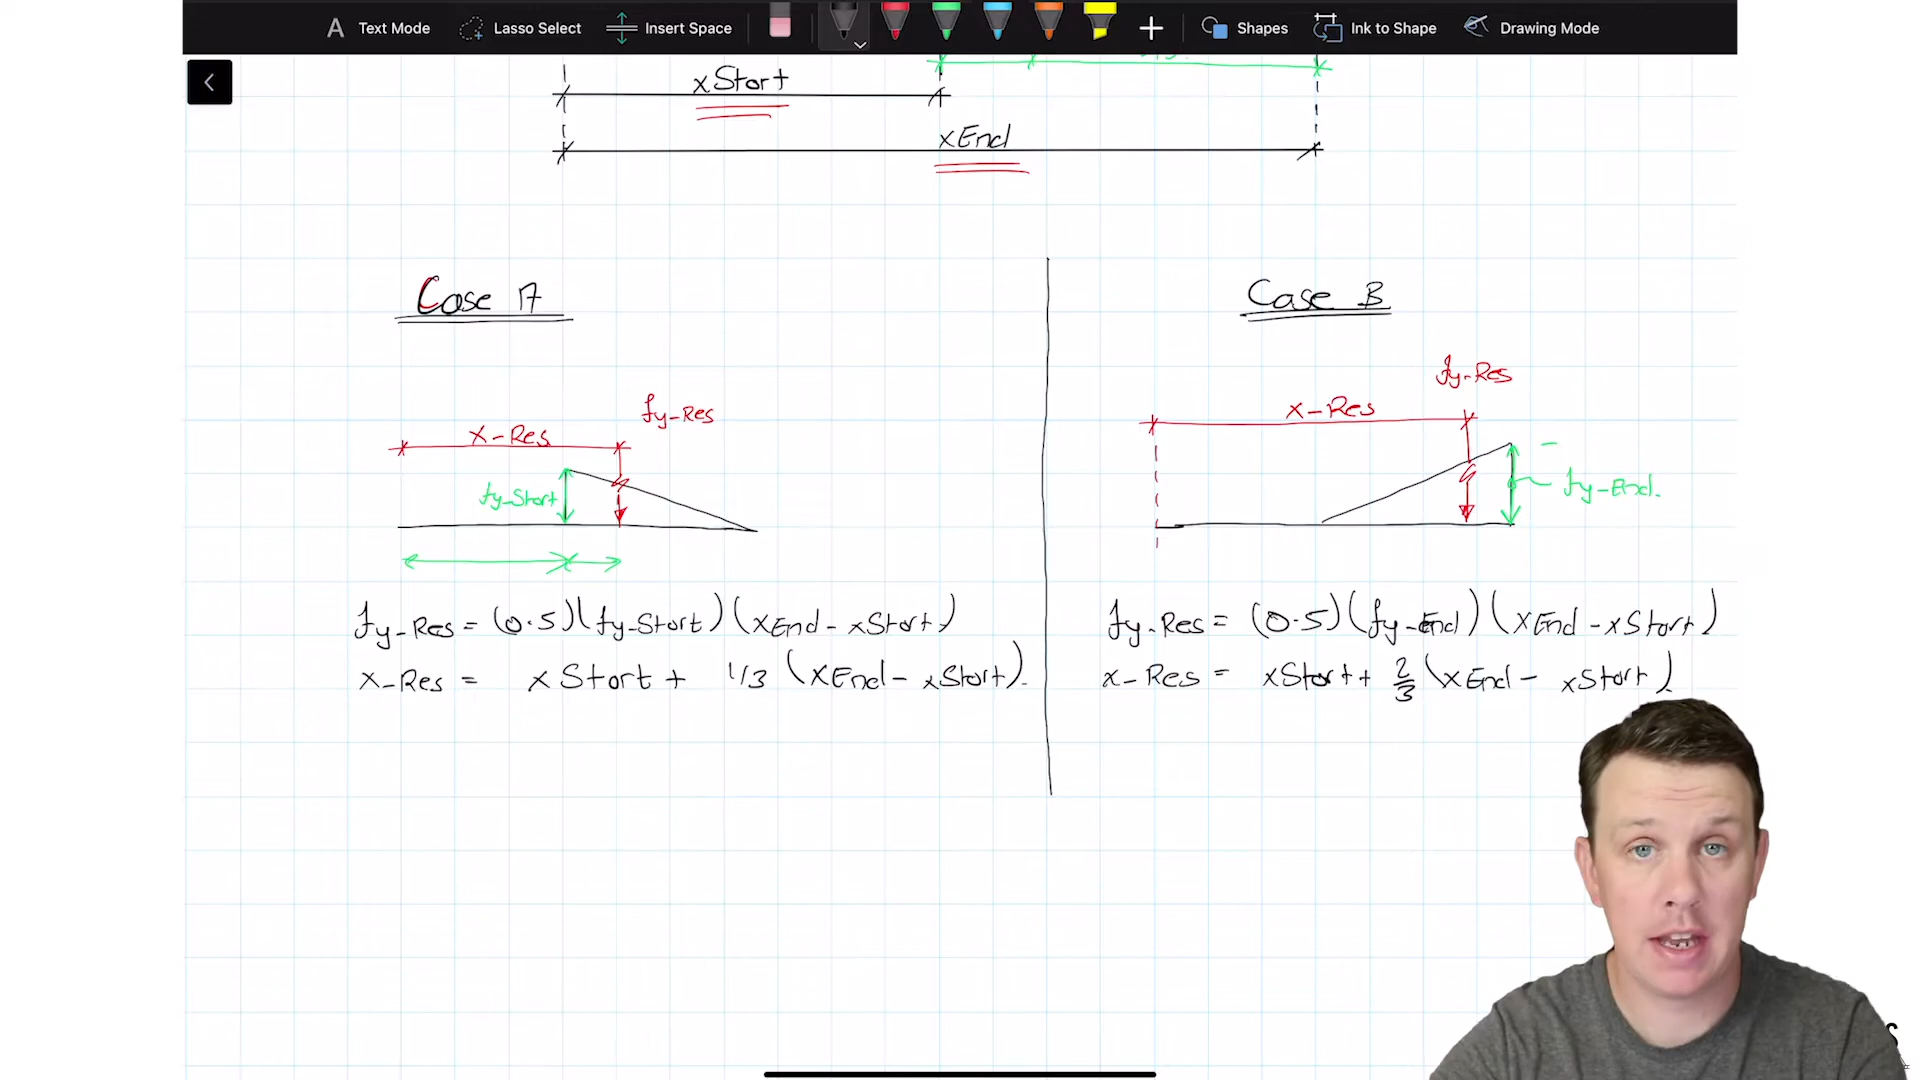 Text Mode Lasso Select Insert Space Shapes Ink to Shape Drawing Mode
xStart
xEnd
Case A
Case B
fy-Res
x-Res
fy-Res
x-Res
fy-Start
fy-End.
fy-Res = (0.5)(fy-Start)(xEnd - xStart)
x-Res = xStart + 1/3 (xEnd - xStart).
fy-Res = (0.5)(fy-End)(xEnd - xStart)
x-Res = xStart + 2/3 (xEnd - xStart)